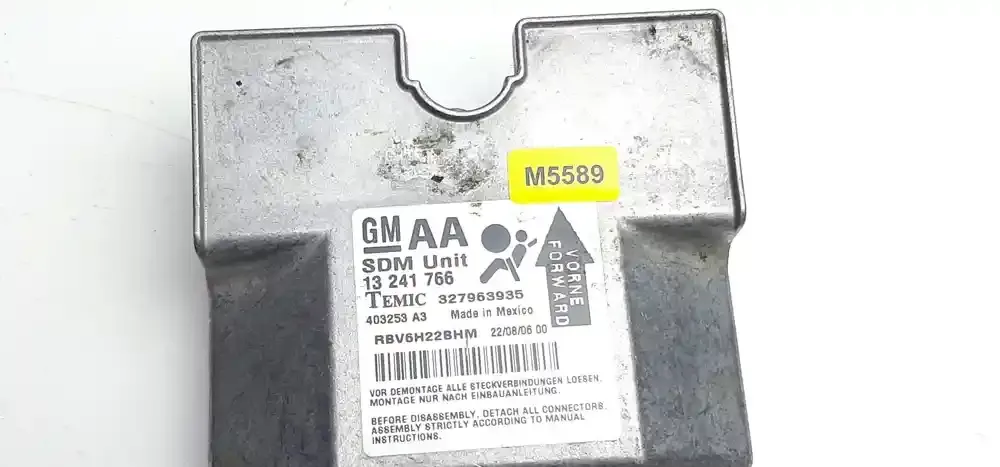 M5589
GM AA
SDM Unit
13 241 766
TEMIC 327963935
403253 A3 Made in Mexico
RBV6H22BHM 22/08/06 00
VORNE
FORWARD
VOR DEMONTAGE ALLE STECKVERBINDUNGEN LOESEN.
MONTAGE NUR NACH EINBAUANLEITUNG.
BEFORE DISASSEMBLY, DETACH ALL CONNECTORS.
ASSEMBLY STRICTLY ACCORDING TO MANUAL
INSTRUCTIONS.